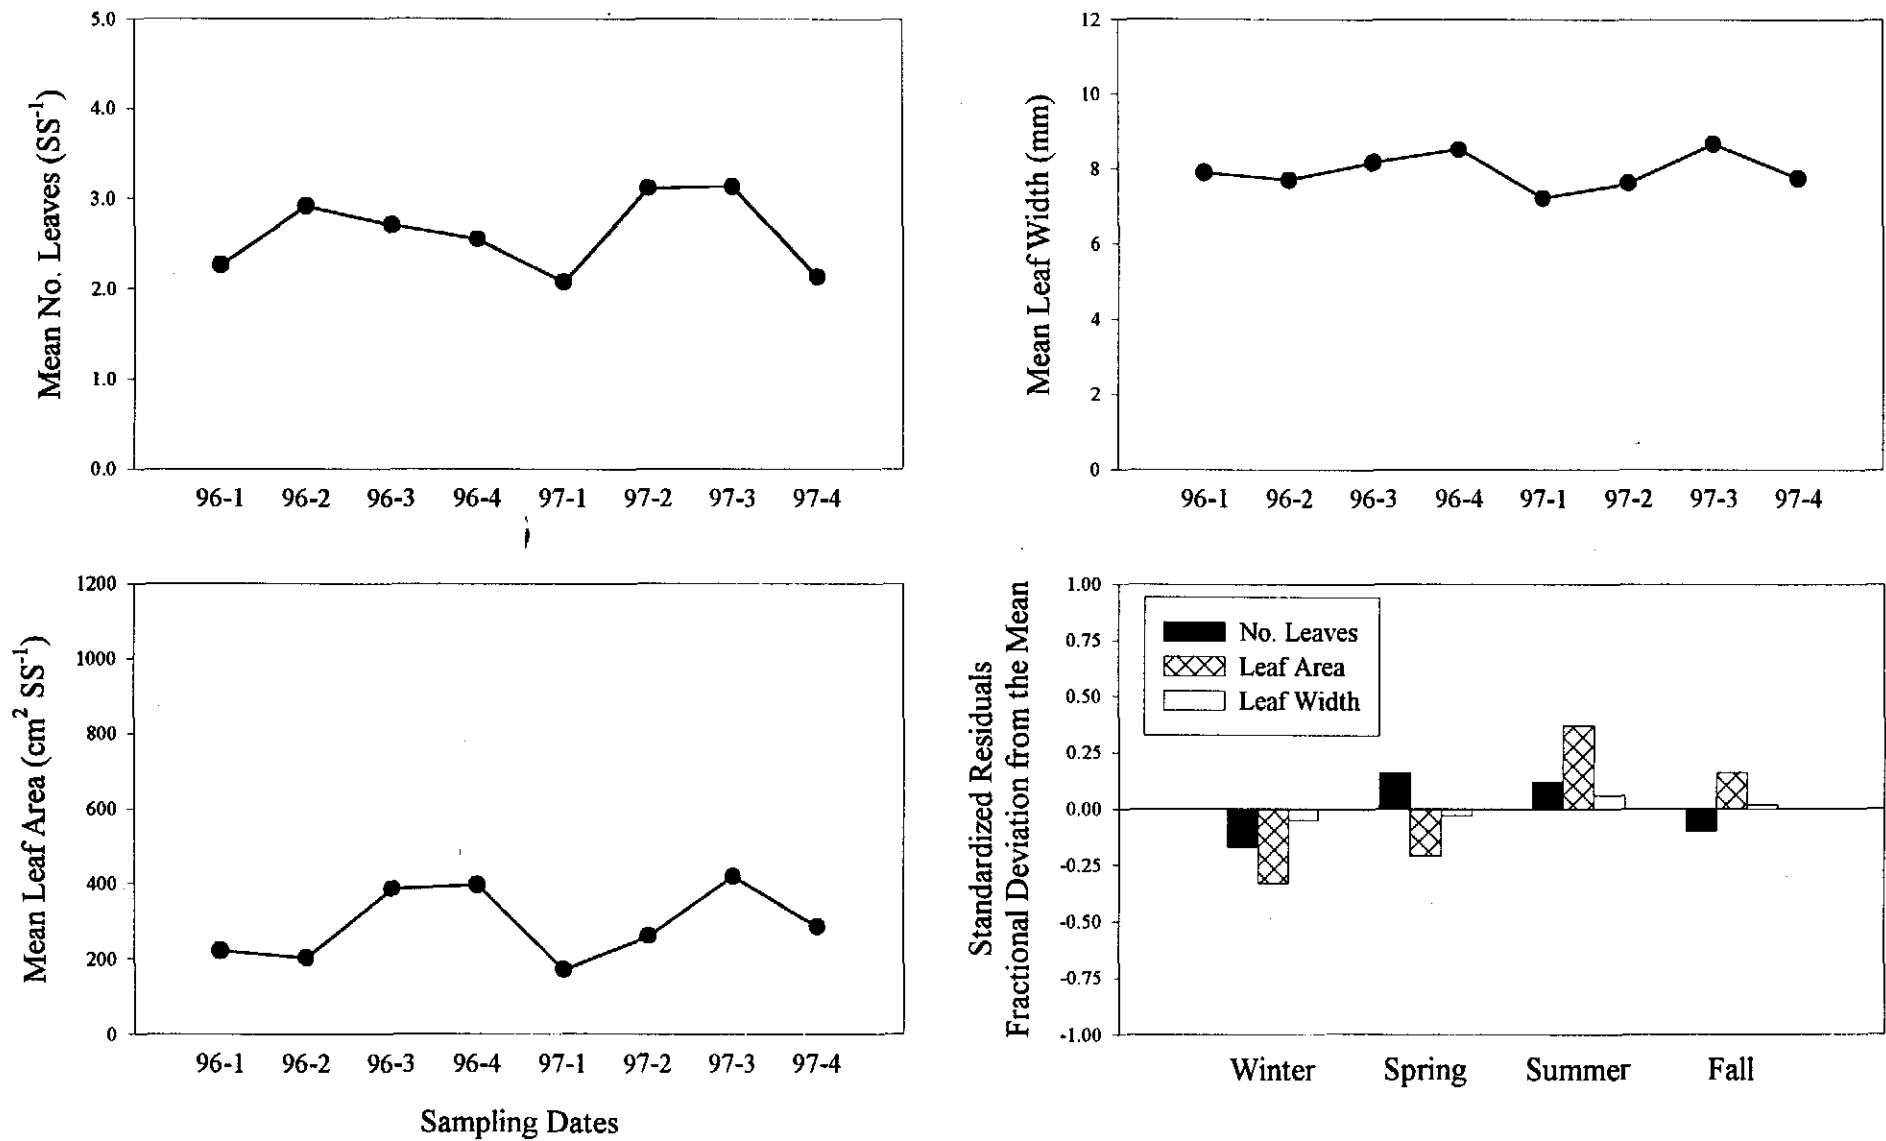 Mean No. Leaves (SS⁻¹)
5.0
4.0
3.0
2.0
1.0
0.0
96-1 96-2 96-3 96-4 97-1 97-2 97-3 97-4
Mean Leaf Width (mm)
12
10
8
6
4
2
0
96-1 96-2 96-3 96-4 97-1 97-2 97-3 97-4
Mean Leaf Area (cm² SS⁻¹)
1200
1000
800
600
400
200
0
96-1 96-2 96-3 96-4 97-1 97-2 97-3 97-4
Sampling Dates
Standardized Residuals
Fractional Deviation from the Mean
1.00
0.75
0.50
0.25
0.00
-0.25
-0.50
-0.75
-1.00
No. Leaves
Leaf Area
Leaf Width
Winter Spring Summer Fall